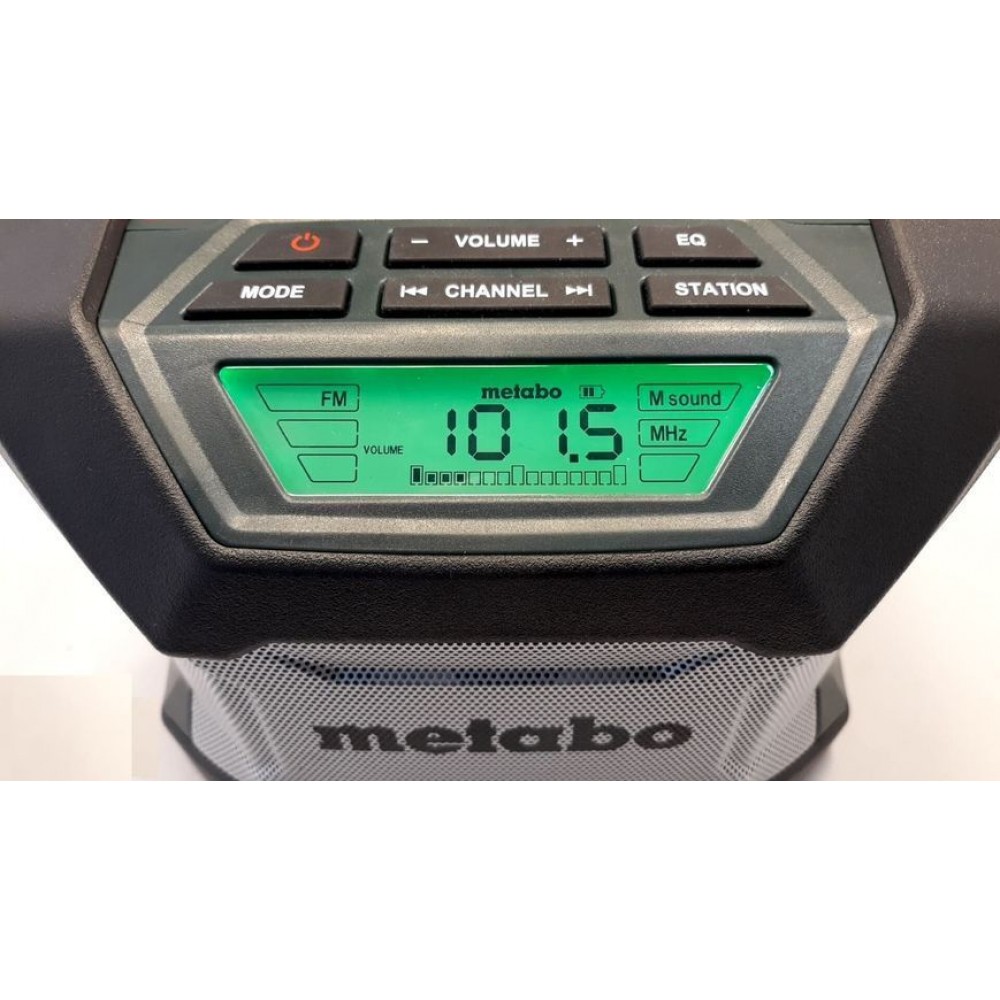 − VOLUME + EQ
MODE CHANNEL STATION
FM metabo M sound
VOLUME 101.5 MHz
metabo